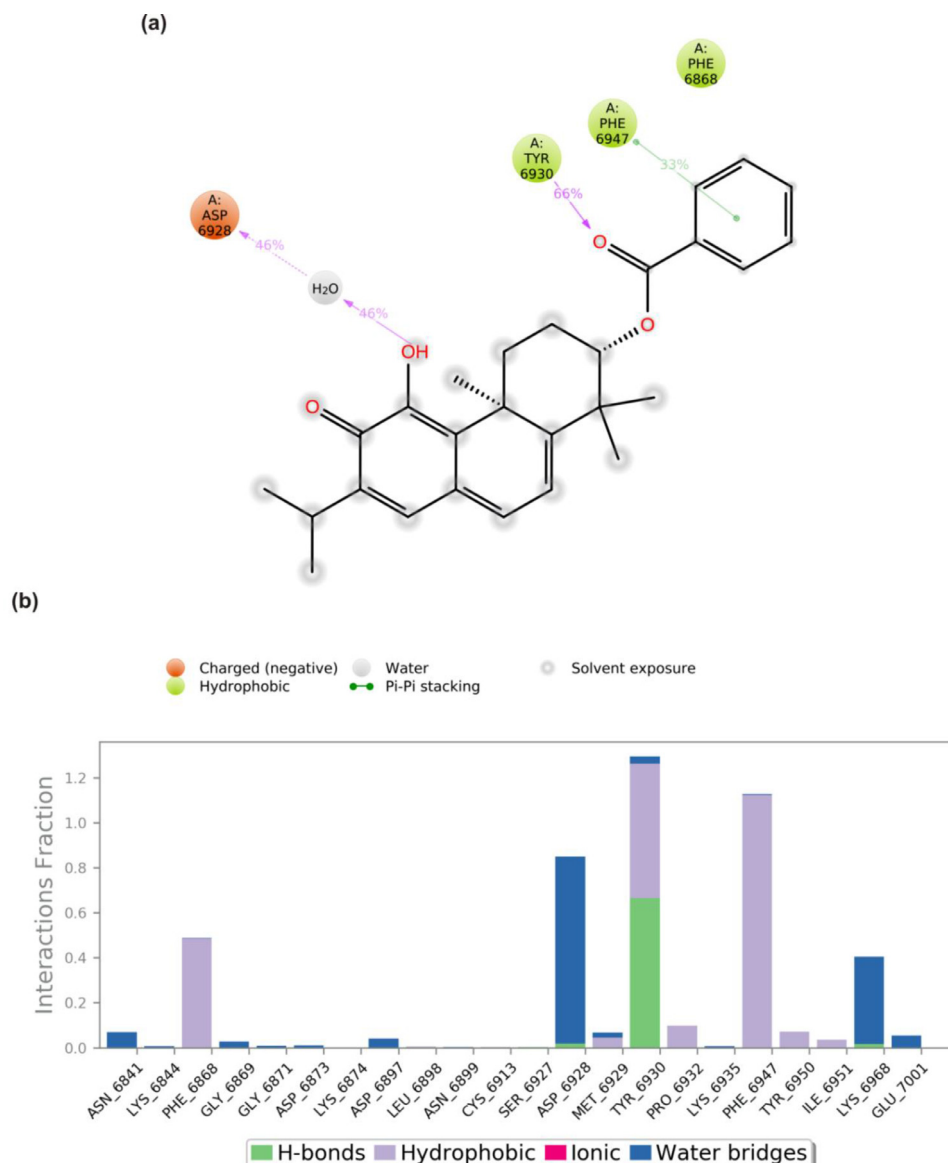 (a)
A:
PHE
6868
A:
PHE
6947
A:
TYR
6930
33%
66%
A:
ASP
6928
46%
H2O
46%
O
O
OH
O
(b)
Charged (negative)
Water
Solvent exposure
Hydrophobic
Pi-Pi stacking
Interactions Fraction
1.2
1.0
0.8
0.6
0.4
0.2
0.0
ASN_6841
LYS_6844
PHE_6868
GLY_6869
GLY_6871
ASP_6873
LYS_6874
ASP_6897
LEU_6898
ASN_6899
CYS_6913
SER_6927
ASP_6928
MET_6929
TYR_6930
PRO_6932
LYS_6935
PHE_6947
TYR_6950
ILE_6951
LYS_6968
GLU_7001
H-bonds Hydrophobic Ionic Water bridges